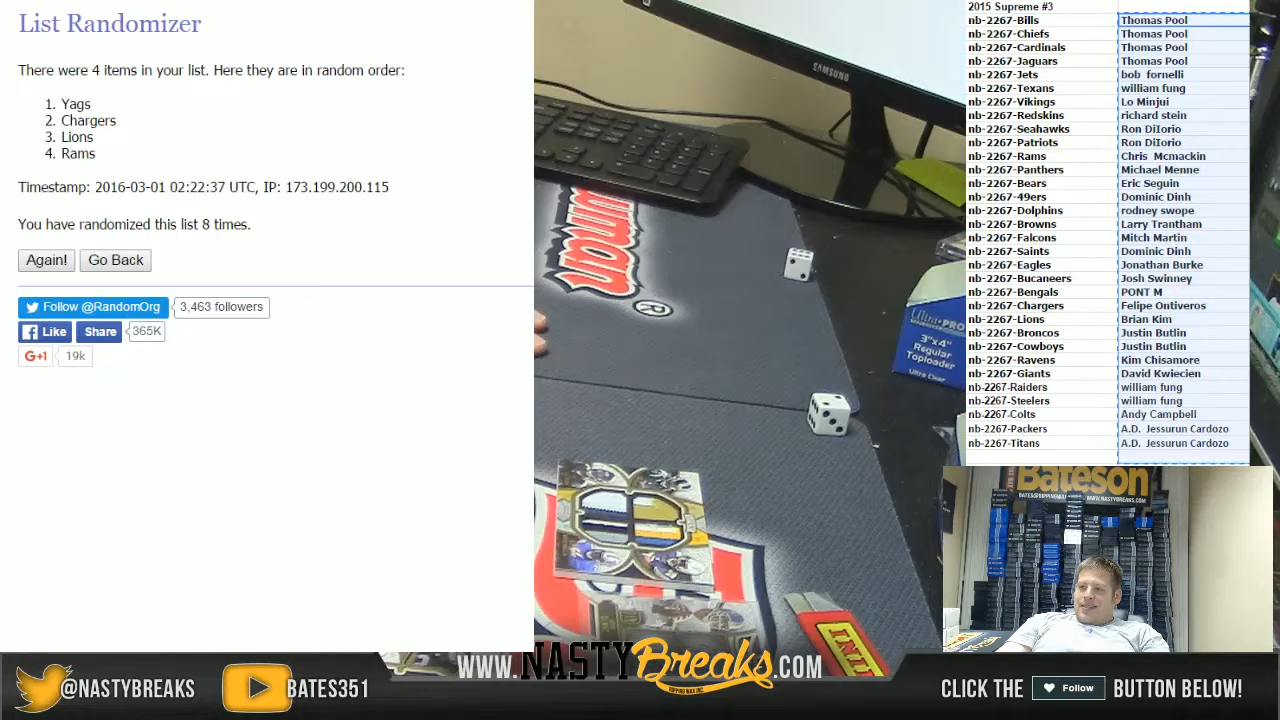 List Randomizer
There were 4 items in your list. Here they are in random order:
1. Yags
2. Chargers
3. Lions
4. Rams
Timestamp: 2016-03-01 02:22:37 UTC, IP: 173.199.200.115
You have randomized this list 8 times.
Again! Go Back
Follow @RandomOrg 3,463 followers
Like Share 365K
G+1 19k
SAMSUNG
®
Ultra-PRO
3"x4"
Regular
Toploader
Ultra Clear
2015 Supreme #3
nb-2267-Bills Thomas Pool
nb-2267-Chiefs Thomas Pool
nb-2267-Cardinals Thomas Pool
nb-2267-Jaguars Thomas Pool
nb-2267-Jets bob fornelli
nb-2267-Texans william fung
nb-2267-Vikings Lo Minjui
nb-2267-Redskins richard stein
nb-2267-Seahawks Ron DiIorio
nb-2267-Patriots Ron DiIorio
nb-2267-Rams Chris Mcmackin
nb-2267-Panthers Michael Menne
nb-2267-Bears Eric Seguin
nb-2267-49ers Dominic Dinh
nb-2267-Dolphins rodney swope
nb-2267-Browns Larry Trantham
nb-2267-Falcons Mitch Martin
nb-2267-Saints Dominic Dinh
nb-2267-Eagles Jonathan Burke
nb-2267-Bucaneers Josh Swinney
nb-2267-Bengals PONT M
nb-2267-Chargers Felipe Ontiveros
nb-2267-Lions Brian Kim
nb-2267-Broncos Justin Butlin
nb-2267-Cowboys Justin Butlin
nb-2267-Ravens Kim Chisamore
nb-2267-Giants David Kwiecien
nb-2267-Raiders william fung
nb-2267-Steelers william fung
nb-2267-Colts Andy Campbell
nb-2267-Packers A.D. Jessurun Cardozo
nb-2267-Titans A.D. Jessurun Cardozo
Bateson
@NASTYBREAKS
BATES351
WWW.NASTYBreaks.COM
RIPPING WAX INC.
CLICK THE Follow BUTTON BELOW!